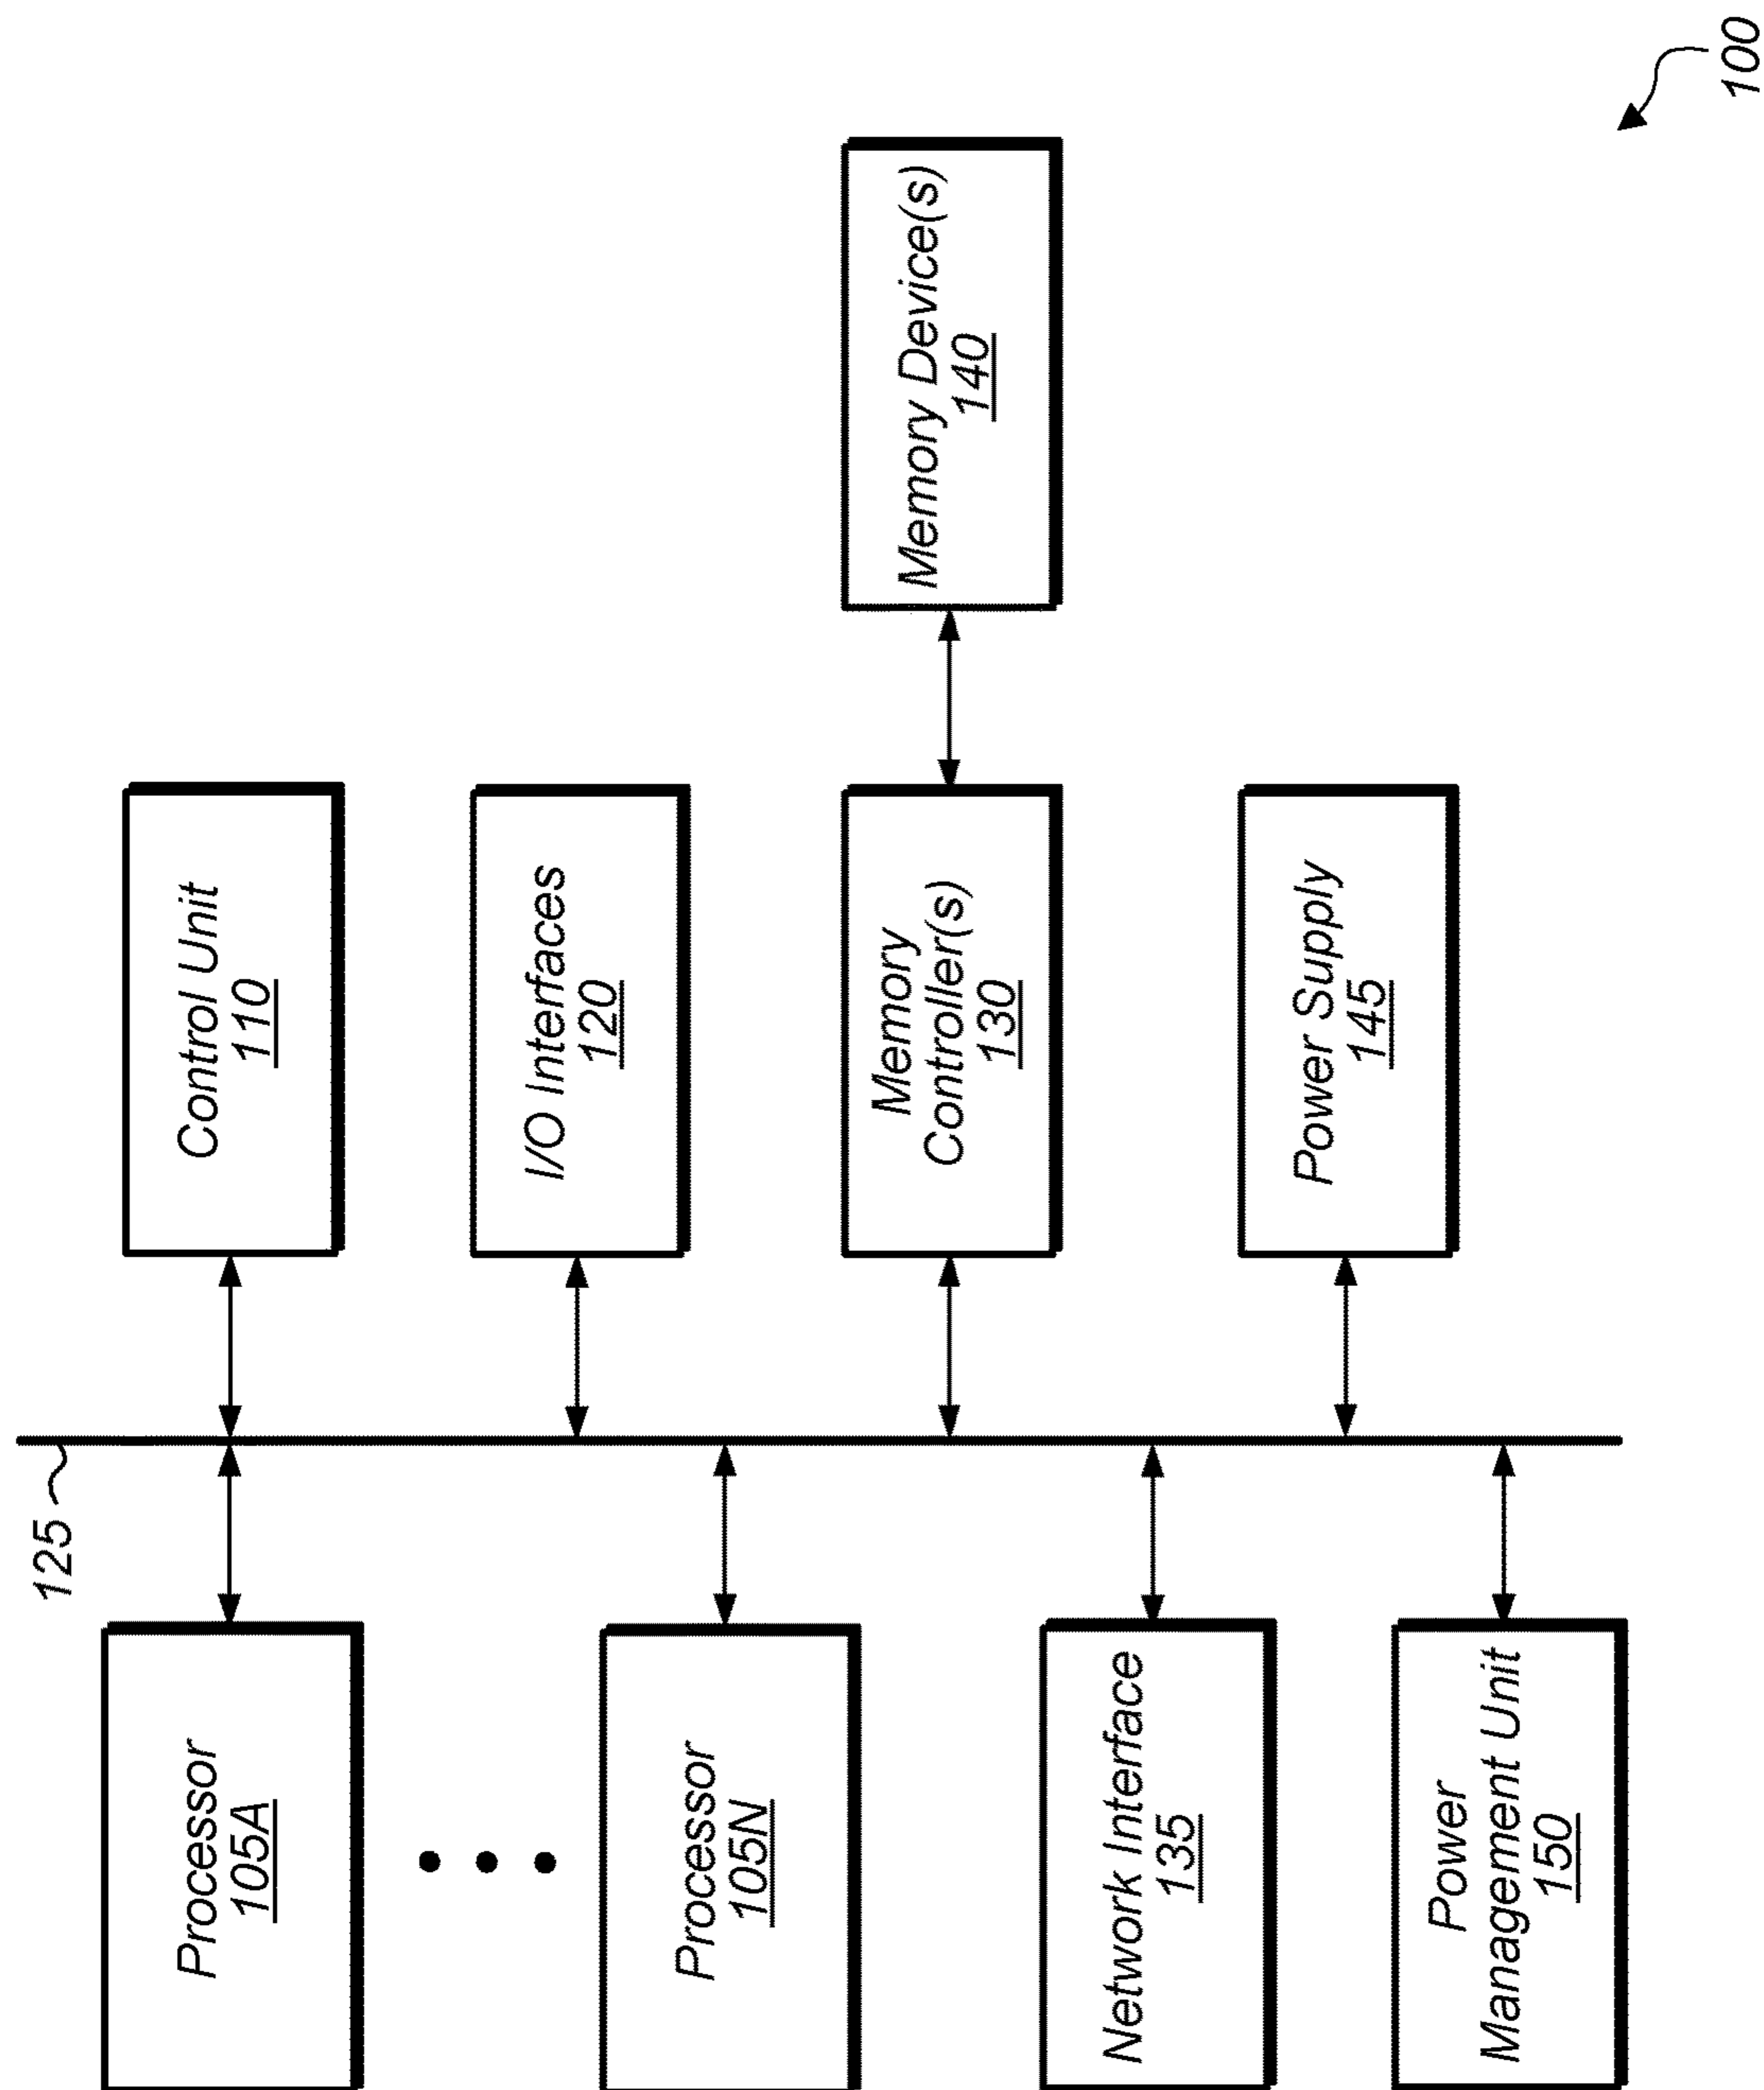 100
125
Processor
105A
Processor
105N
Network Interface
135
Power
Management Unit
150
Control Unit
110
I/O Interfaces
120
Memory
Controller(s)
130
Power Supply
145
Memory Device(s)
140